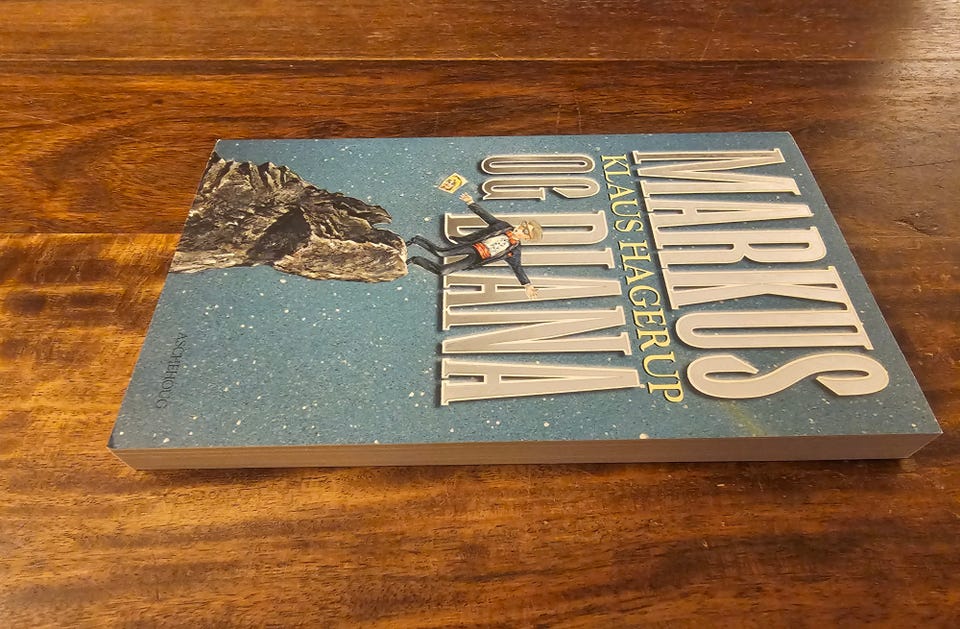 MARKUS
KLAUS HAGERUP
OG DIANA
ASCHEHOUG